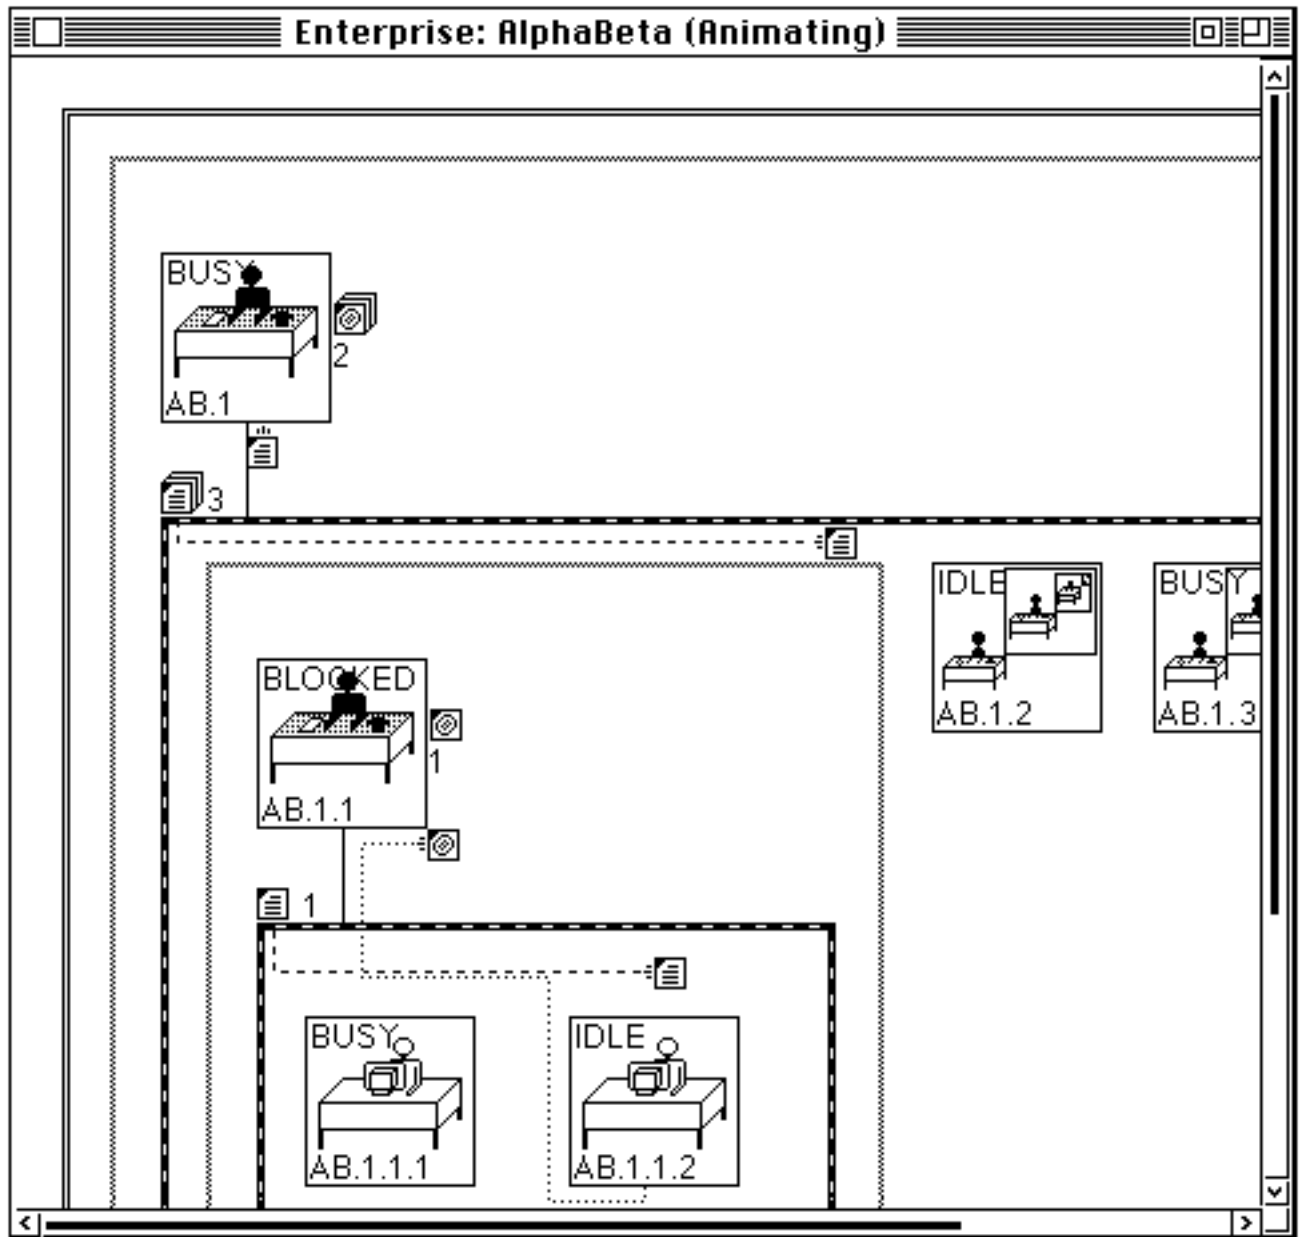 Enterprise: AlphaBeta (Animating)
BUSY
2
AB.1
3
IDLE
BUSY
BLOCKED
AB.1.2
AB.1.3
1
AB.1.1
1
BUSY
IDLE
AB.1.1.1
AB.1.1.2